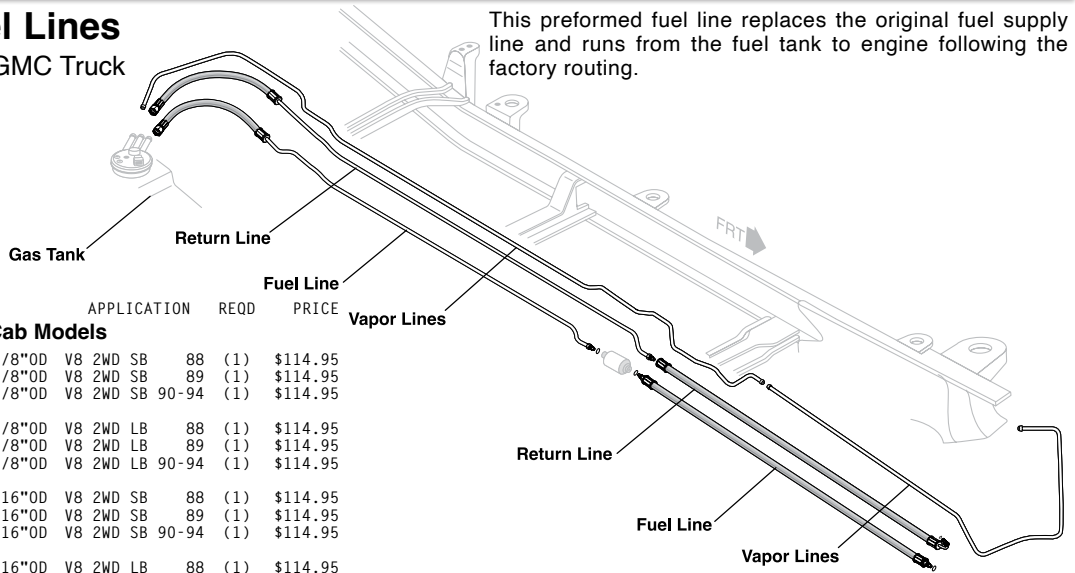 el Lines
GMC Truck
This preformed fuel line replaces the original fuel supply
line and runs from the fuel tank to engine following the
factory routing.
FRT
Gas Tank
Return Line
Fuel Line
Vapor Lines
APPLICATION REQD PRICE
Cab Models
/8"OD V8 2WD SB 88 (1) $114.95
/8"OD V8 2WD SB 89 (1) $114.95
/8"OD V8 2WD SB 90-94 (1) $114.95
/8"OD V8 2WD LB 88 (1) $114.95
/8"OD V8 2WD LB 89 (1) $114.95
/8"OD V8 2WD LB 90-94 (1) $114.95
16"OD V8 2WD SB 88 (1) $114.95
16"OD V8 2WD SB 89 (1) $114.95
16"OD V8 2WD SB 90-94 (1) $114.95
16"OD V8 2WD LB 88 (1) $114.95
Return Line
Fuel Line
Vapor Lines